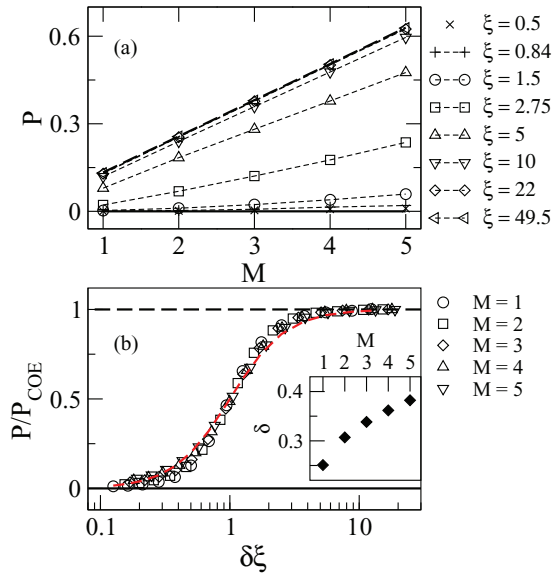 (a)
P
0.6
0.3
0
1 2 3 4 5
M
ξ = 0.5
ξ = 0.84
ξ = 1.5
ξ = 2.75
ξ = 5
ξ = 10
ξ = 22
ξ = 49.5
(b)
P/P_COE
1
0.5
0
0.1 1 10
δξ
M
1 2 3 4 5
δ
0.4
0.3
M = 1
M = 2
M = 3
M = 4
M = 5